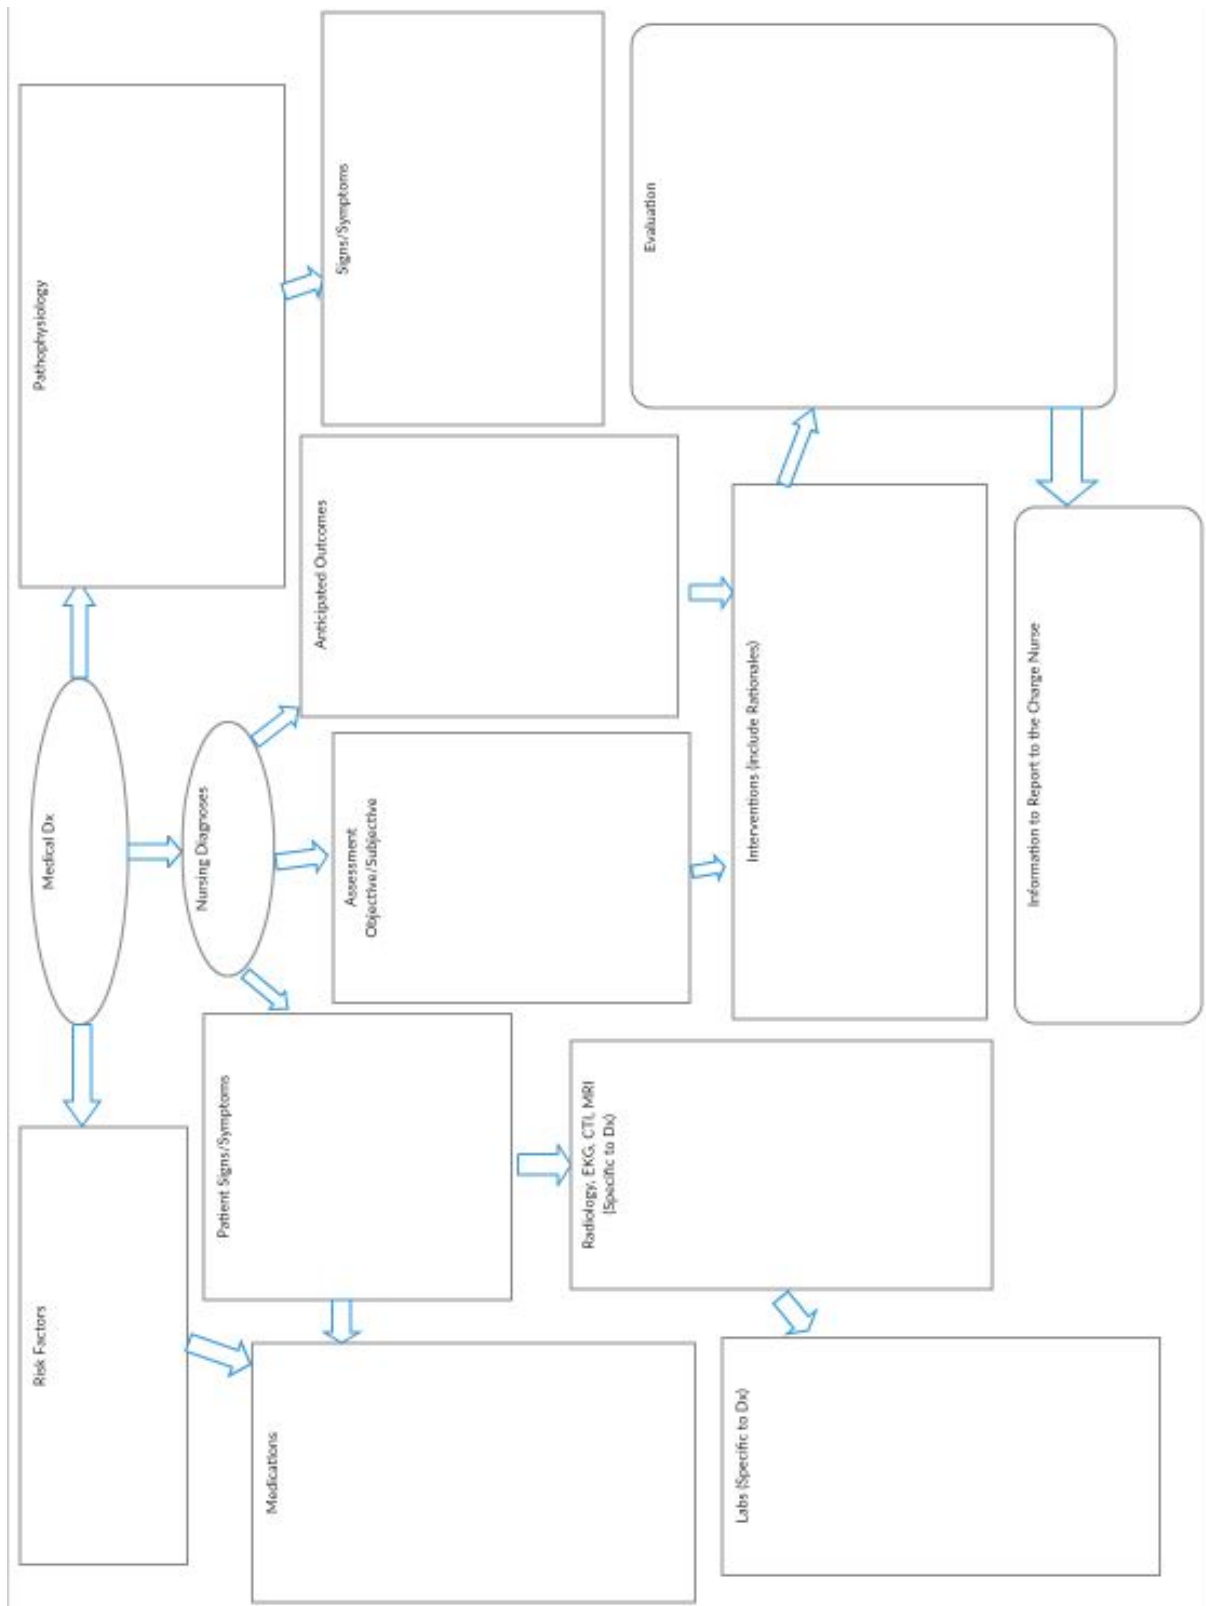 Risk Factors
Medical Dx
Pathophysiology
Nursing Diagnoses
Patient Signs/Symptoms
Medications
Assessment
Objective/Subjective
Anticipated Outcomes
Signs/Symptoms
Radiology, EKG, CTi, MRI
(Specific to Dx)
Labs (Specific to Dx)
Interventions (include Rationales)
Evaluation
Information to Report to the Charge Nurse